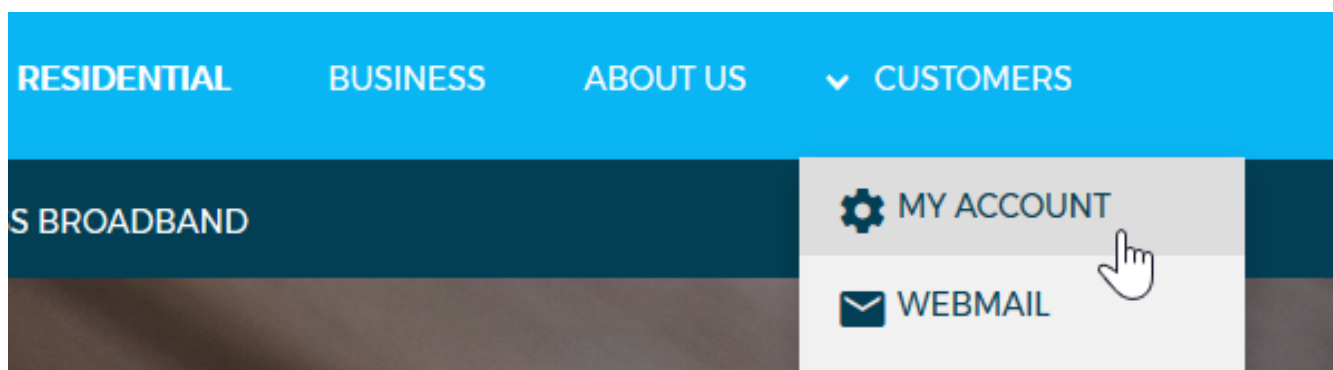 RESIDENTIAL BUSINESS ABOUT US CUSTOMERS
MY ACCOUNT
S BROADBAND
WEBMAIL